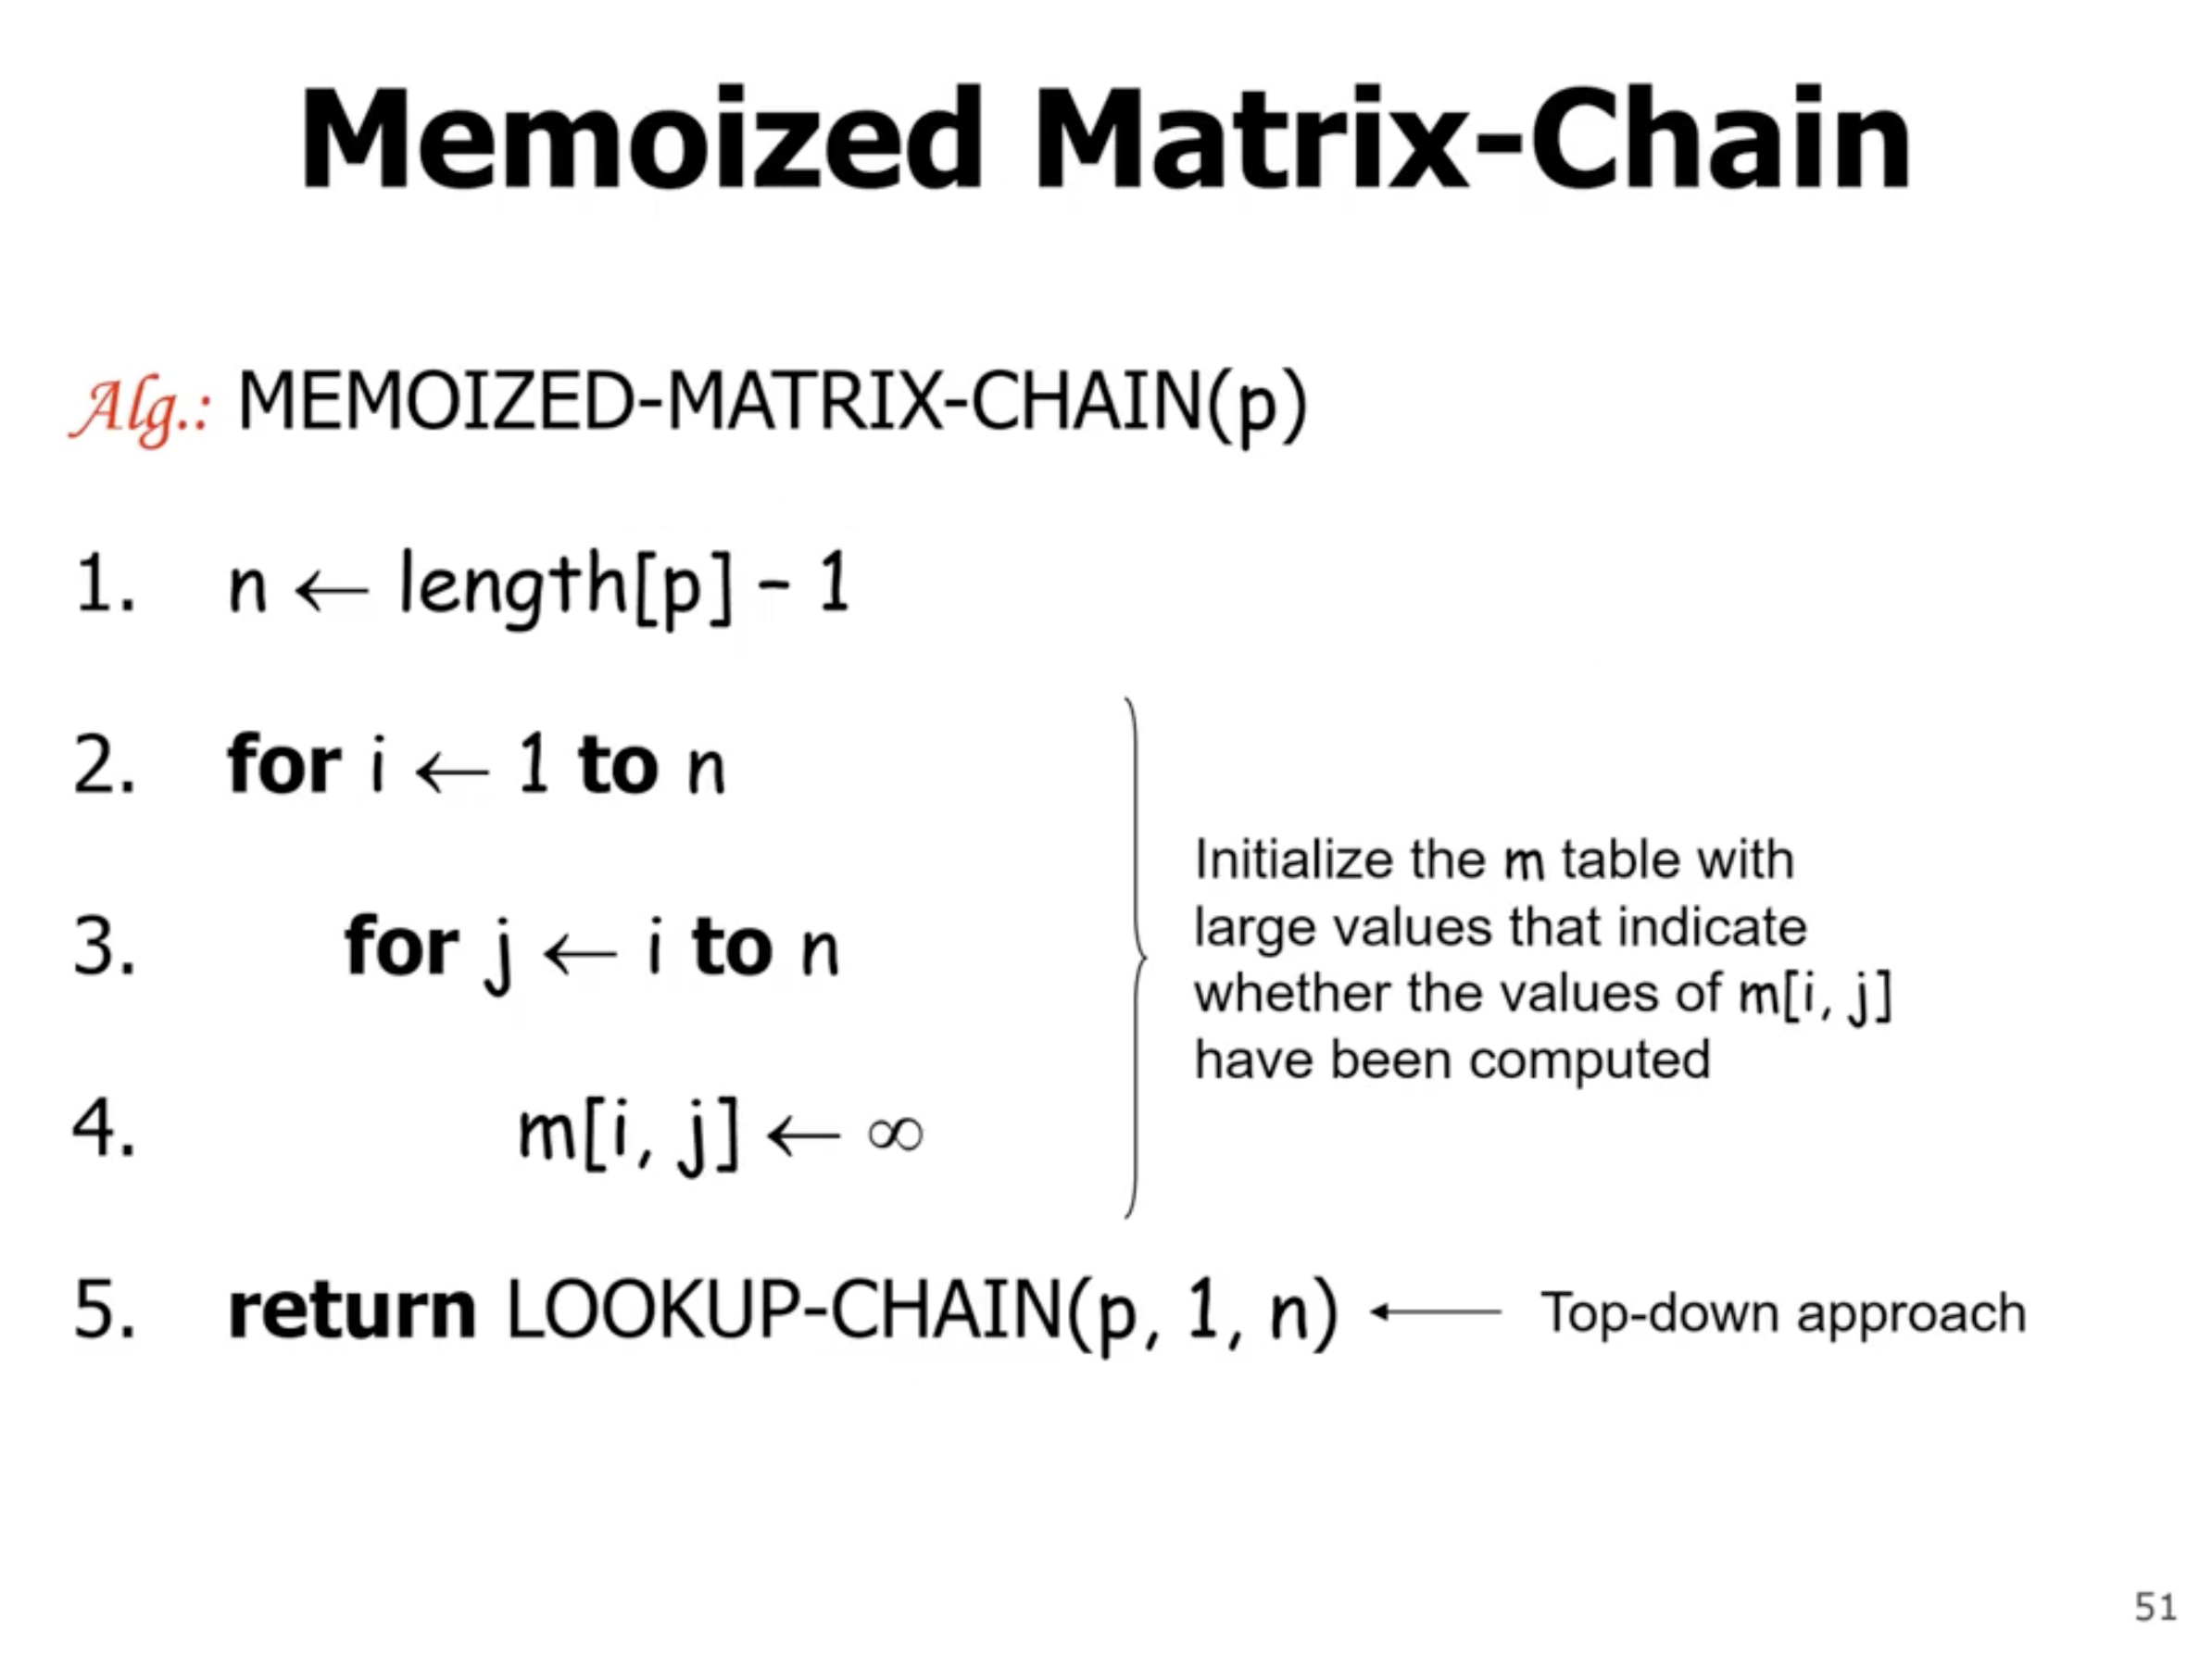 Memoized Matrix-Chain
Alg.: MEMOIZED-MATRIX-CHAIN(p)
1. n ← length[p] – 1
2. for i ← 1 to n
3. for j ← i to n
4. m[i, j] ← ∞
Initialize the m table with
large values that indicate
whether the values of m[i, j]
have been computed
5. return LOOKUP-CHAIN(p, 1, n) ← Top-down approach
51